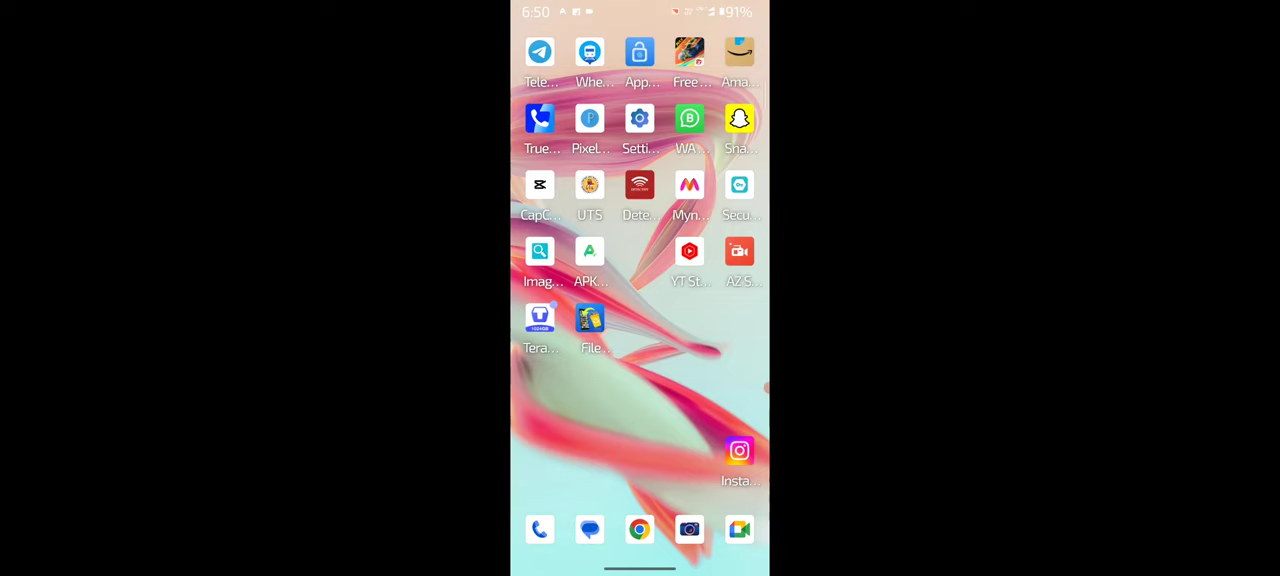 6:50 91%
Tele... Whe... App... Free... Ama...
True... Pixel... Setti... WA... Sna...
CapC... UTS Dete... Myn... Secu...
Imag... APK... YT St... AZ S...
Tera... File...
Insta...